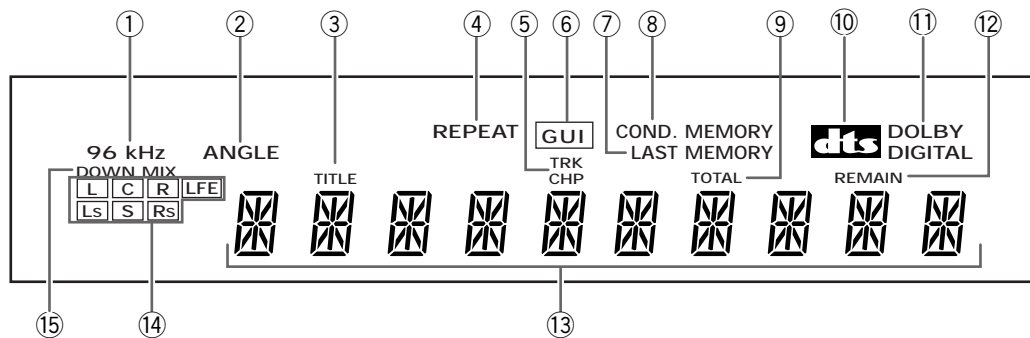 ① ② ③ ④ ⑤ ⑥ ⑦ ⑧ ⑨ ⑩ ⑪ ⑫
96 kHz ANGLE REPEAT GUI COND. MEMORY dts DOLBY
LAST MEMORY DIGITAL
DOWN MIX TITLE TRK TOTAL REMAIN
CHP
L C R LFE
Ls S Rs
⑮ ⑭ ⑬